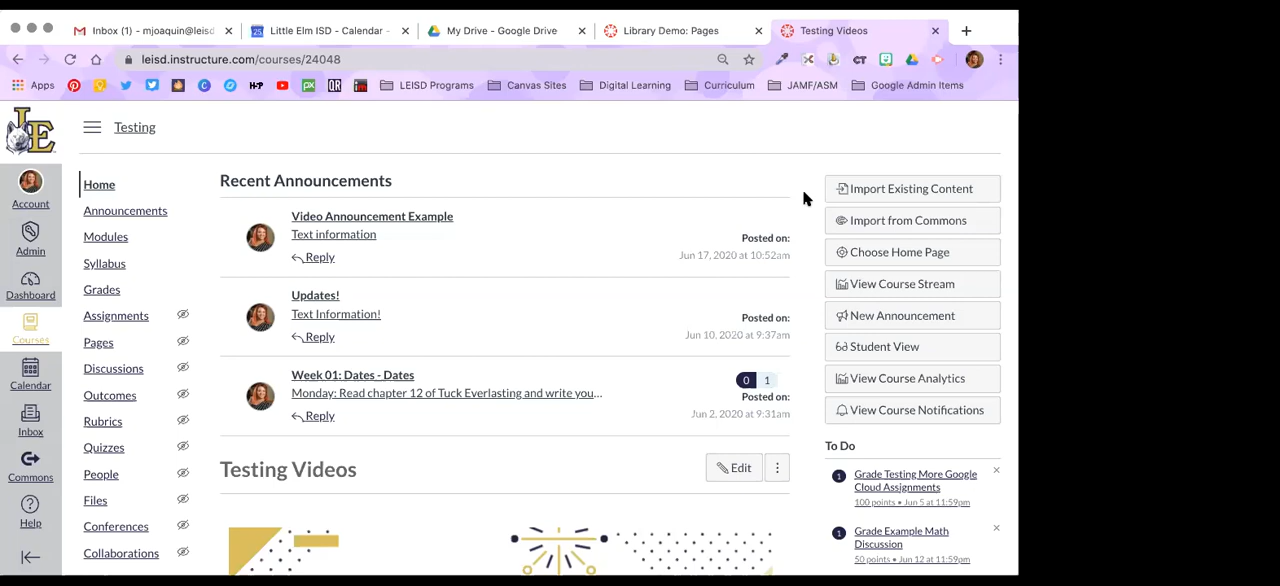 Inbox (1) - mjoaquin@leisd
Little Elm ISD - Calendar -
My Drive - Google Drive
Library Demo: Pages
Testing Videos
leisd.instructure.com/courses/24048
Apps
LEISD Programs
Canvas Sites
Digital Learning
Curriculum
JAMF/ASM
Google Admin Items
LE
Testing
Account
Admin
Dashboard
Courses
Calendar
Inbox
Commons
Help
Home
Announcements
Modules
Syllabus
Grades
Assignments
Pages
Discussions
Outcomes
Rubrics
Quizzes
People
Files
Conferences
Collaborations
Recent Announcements
Video Announcement Example
Text information
Reply
Posted on:
Jun 17, 2020 at 10:52am
Updates!
Text Information!
Reply
Posted on:
Jun 10, 2020 at 9:37am
Week 01: Dates - Dates
Monday: Read chapter 12 of Tuck Everlasting and write you...
Reply
0 1
Posted on:
Jun 2, 2020 at 9:31am
Testing Videos
Edit
Import Existing Content
Import from Commons
Choose Home Page
View Course Stream
New Announcement
Student View
View Course Analytics
View Course Notifications
To Do
1 Grade Testing More Google
Cloud Assignments
100 points • Jun 5 at 11:59pm
1 Grade Example Math
Discussion
50 points • Jun 12 at 11:59pm